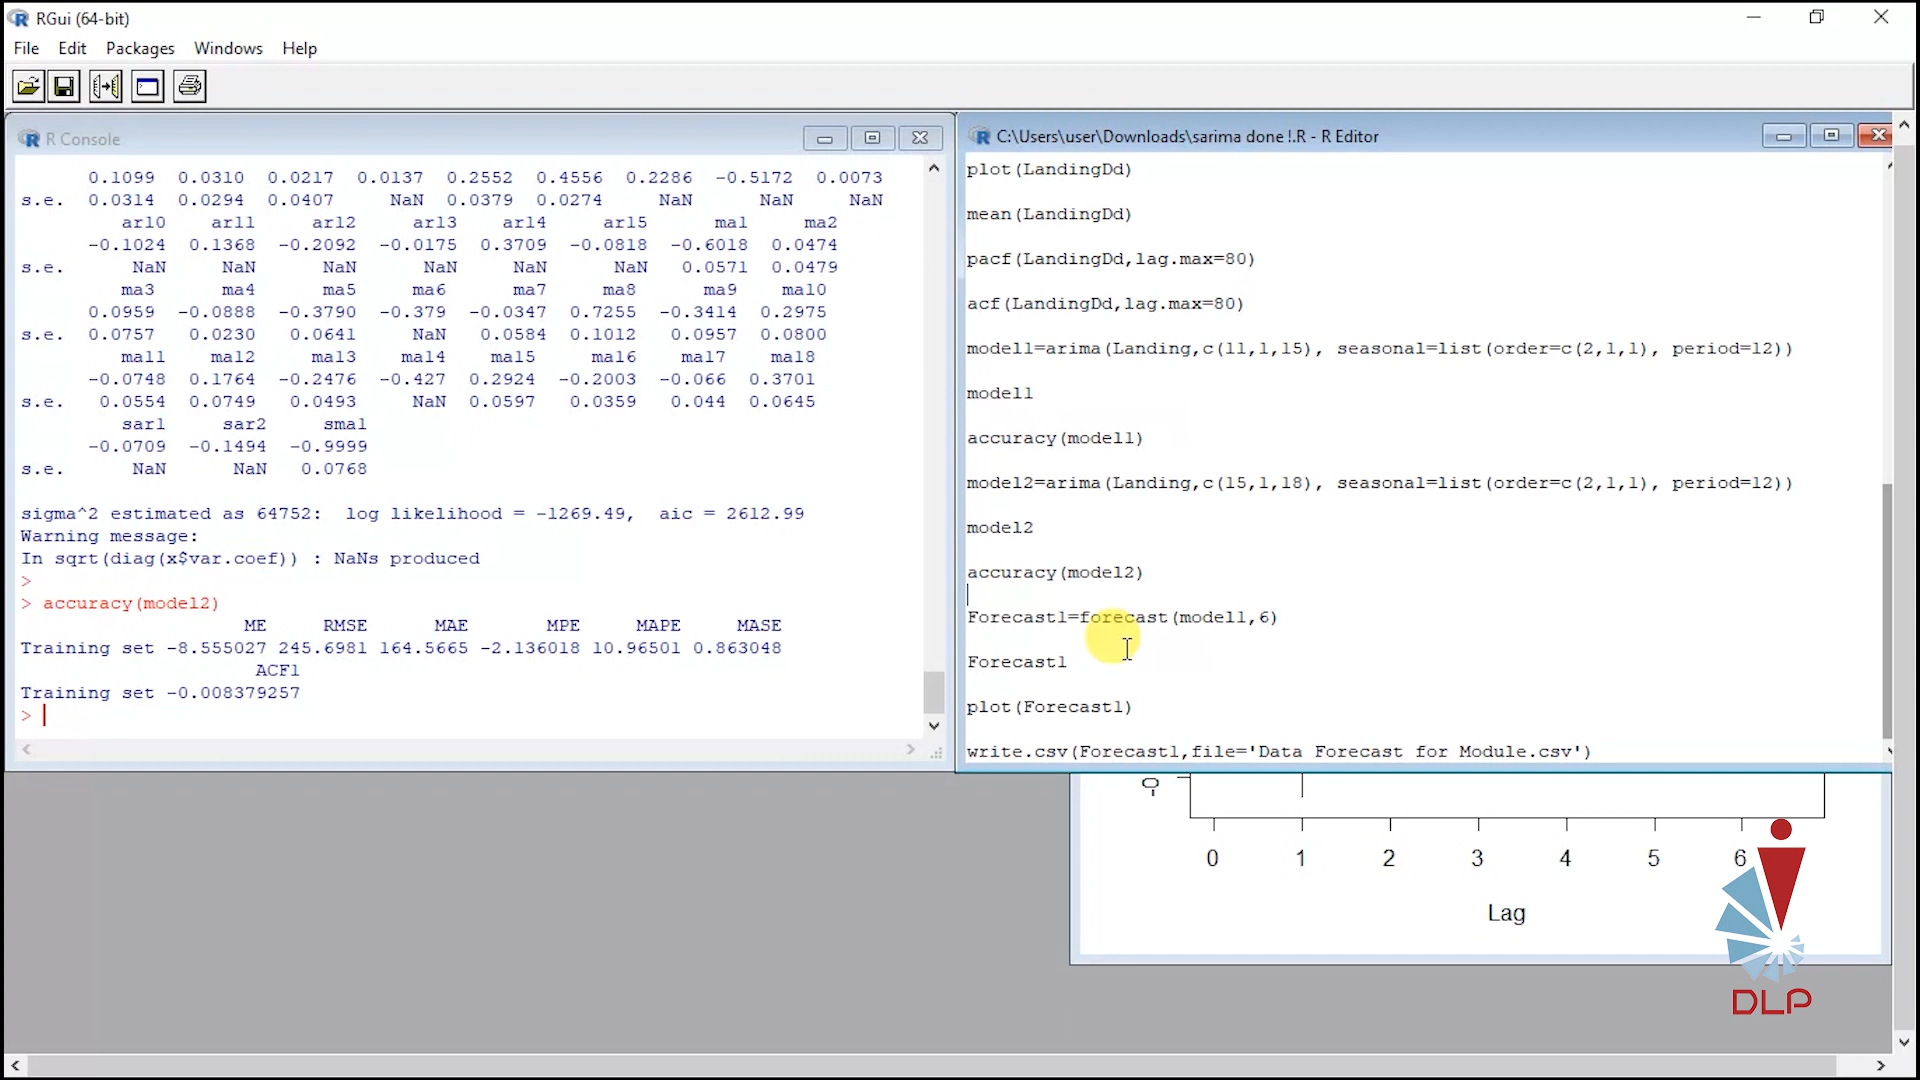 RGui (64-bit)
File Edit Packages Windows Help
R Console
0.1099 0.0310 0.0217 0.0137 0.2552 0.4556 0.2286 -0.5172 0.0073
s.e. 0.0314 0.0294 0.0407 NaN 0.0379 0.0274 NaN NaN NaN
ar10 ar11 ar12 ar13 ar14 ar15 ma1 ma2
-0.1024 0.1368 -0.2092 -0.0175 0.3709 -0.0818 -0.6018 0.0474
s.e. NaN NaN NaN NaN NaN NaN 0.0571 0.0479
ma3 ma4 ma5 ma6 ma7 ma8 ma9 ma10
0.0959 -0.0888 -0.3790 -0.379 -0.0347 0.7255 -0.3414 0.2975
s.e. 0.0757 0.0230 0.0641 NaN 0.0584 0.1012 0.0957 0.0800
ma11 ma12 ma13 ma14 ma15 ma16 ma17 ma18
-0.0748 0.1764 -0.2476 -0.427 0.2924 -0.2003 -0.066 0.3701
s.e. 0.0554 0.0749 0.0493 NaN 0.0597 0.0359 0.044 0.0645
sar1 sar2 sma1
-0.0709 -0.1494 -0.9999
s.e. NaN NaN 0.0768
sigma^2 estimated as 64752: log likelihood = -1269.49, aic = 2612.99
Warning message:
In sqrt(diag(x$var.coef)) : NaNs produced
>
> accuracy(model2)
ME RMSE MAE MPE MAPE MASE
Training set -8.555027 245.6981 164.5665 -2.136018 10.96501 0.863048
ACF1
Training set -0.008379257
>
C:\Users\user\Downloads\sarima done !.R - R Editor
plot(LandingDd)
mean(LandingDd)
pacf(LandingDd,lag.max=80)
acf(LandingDd,lag.max=80)
model1=arima(Landing,c(11,1,15), seasonal=list(order=c(2,1,1), period=12))
model1
accuracy(model1)
model2=arima(Landing,c(15,1,18), seasonal=list(order=c(2,1,1), period=12))
model2
accuracy(model2)
Forecast1=forecast(model1,6)
Forecast1
plot(Forecast1)
write.csv(Forecast1,file='Data Forecast for Module.csv')
0 1 2 3 4 5 6
Lag
DLP